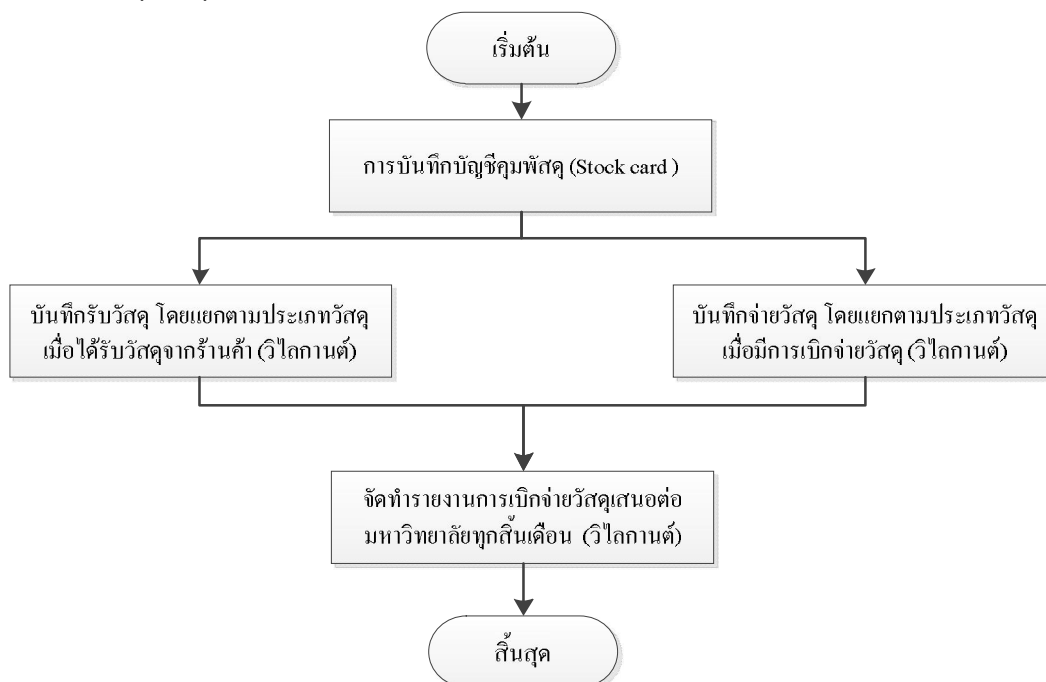 เริ่มต้น
การบันทึกบัญชีคุมพัสดุ (Stock card )
บันทึกรับวัสดุ โดยแยกตามประเภทวัสดุ
เมื่อได้รับวัสดุจากร้านค้า (วิไลกานต์)
บันทึกจ่ายวัสดุ โดยแยกตามประเภทวัสดุ
เมื่อมีการเบิกจ่ายวัสดุ (วิไลกานต์)
จัดทำรายงานการเบิกจ่ายวัสดุเสนอต่อ
มหาวิทยาลัยทุกสิ้นเดือน (วิไลกานต์)
สิ้นสุด